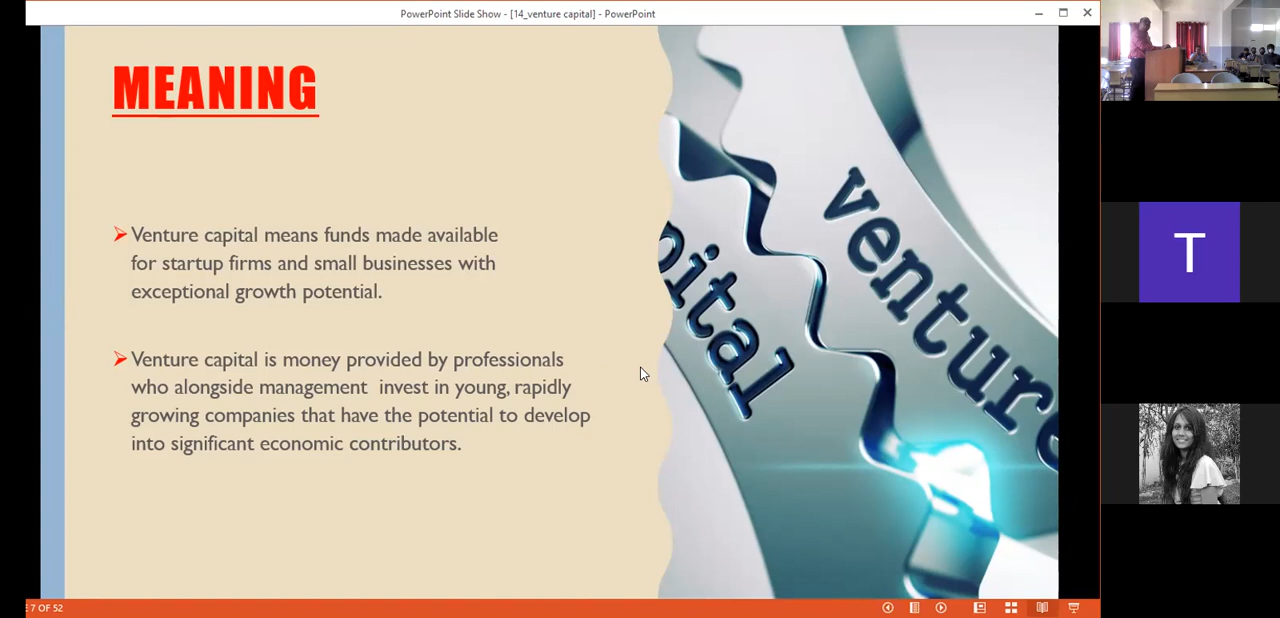 PowerPoint Slide Show - [14_venture capital] - PowerPoint
MEANING
Venture capital means funds made available
for startup firms and small businesses with
exceptional growth potential.
Venture capital is money provided by professionals
who alongside management invest in young, rapidly
growing companies that have the potential to develop
into significant economic contributors.
venture
pital
T
7 OF 52